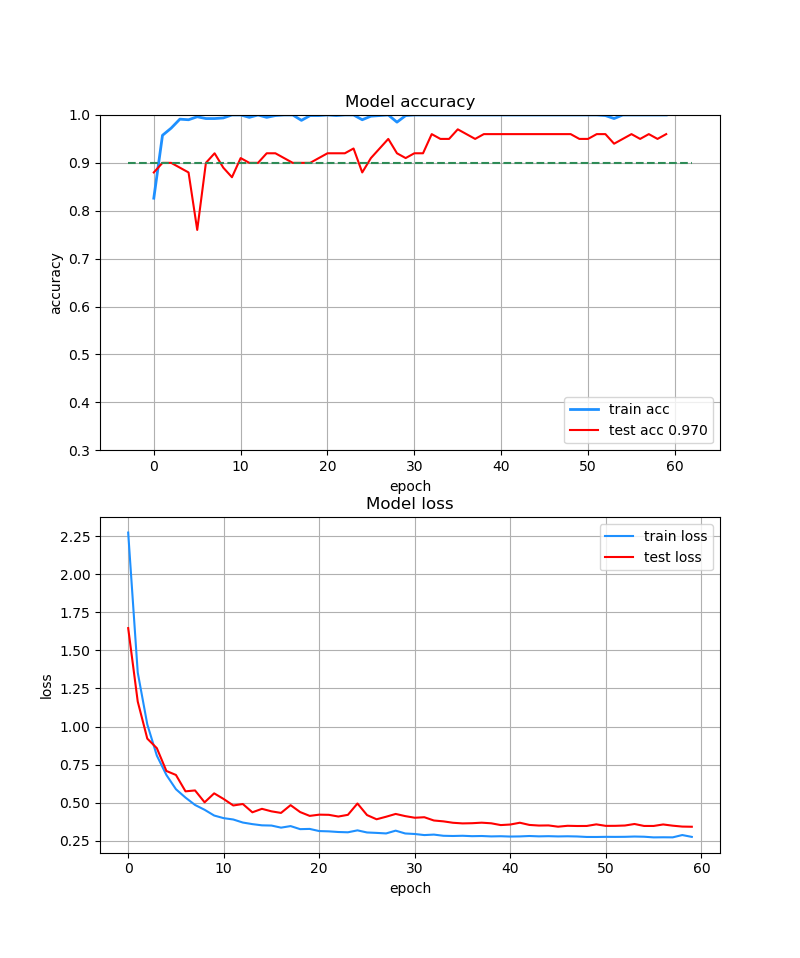 Model accuracy
1.0
0.9
0.8
0.7
0.6
0.5
0.4
0.3
accuracy
train acc
test acc 0.970
0 10 20 30 40 50 60
epoch
Model loss
2.25
2.00
1.75
1.50
1.25
1.00
0.75
0.50
0.25
loss
train loss
test loss
0 10 20 30 40 50 60
epoch